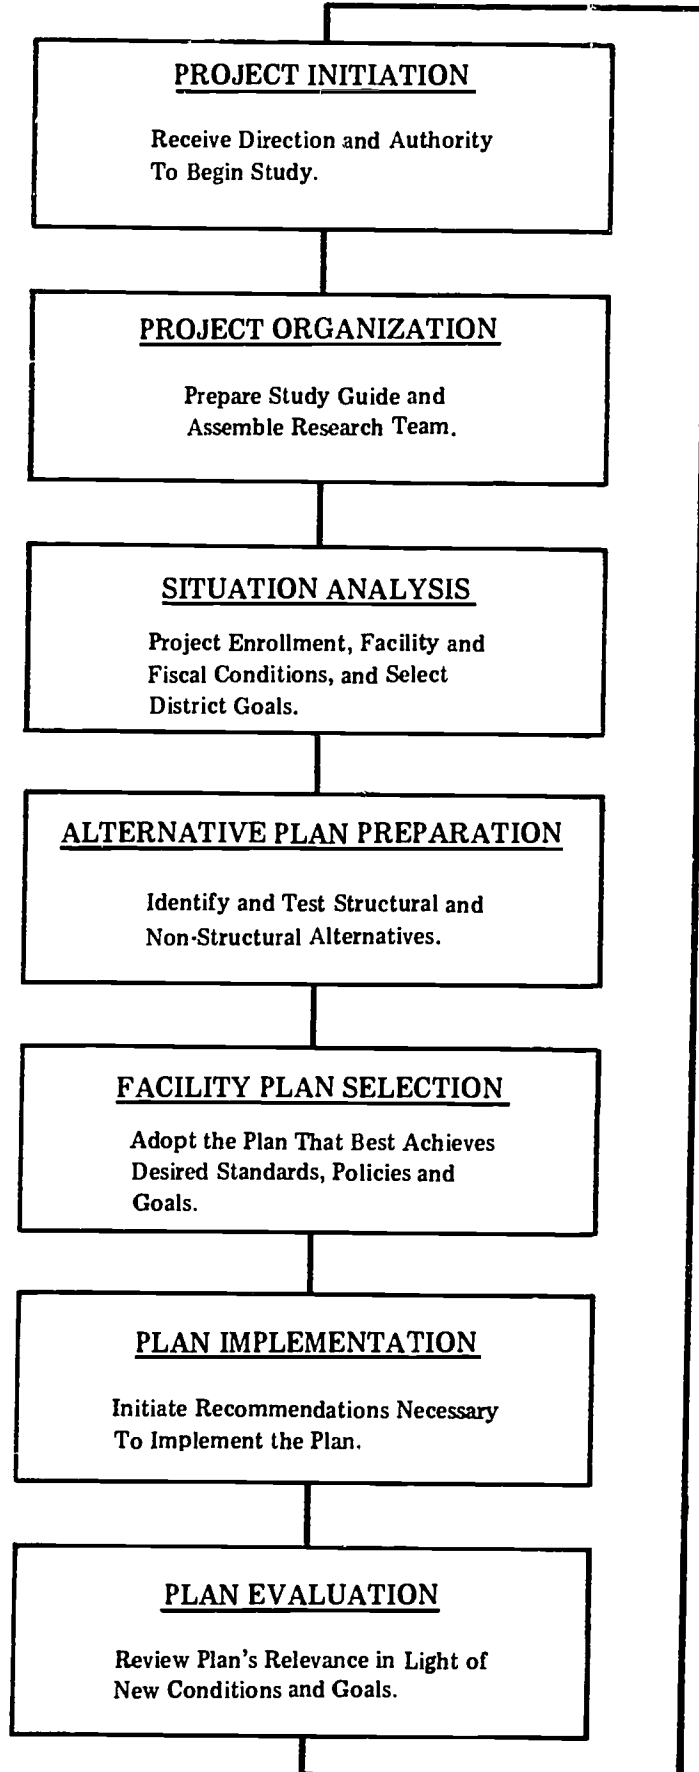 PROJECT INITIATION
Receive Direction and Authority
To Begin Study.
PROJECT ORGANIZATION
Prepare Study Guide and
Assemble Research Team.
SITUATION ANALYSIS
Project Enrollment, Facility and
Fiscal Conditions, and Select
District Goals.
ALTERNATIVE PLAN PREPARATION
Identify and Test Structural and
Non-Structural Alternatives.
FACILITY PLAN SELECTION
Adopt the Plan That Best Achieves
Desired Standards, Policies and
Goals.
PLAN IMPLEMENTATION
Initiate Recommendations Necessary
To Implement the Plan.
PLAN EVALUATION
Review Plan's Relevance in Light of
New Conditions and Goals.